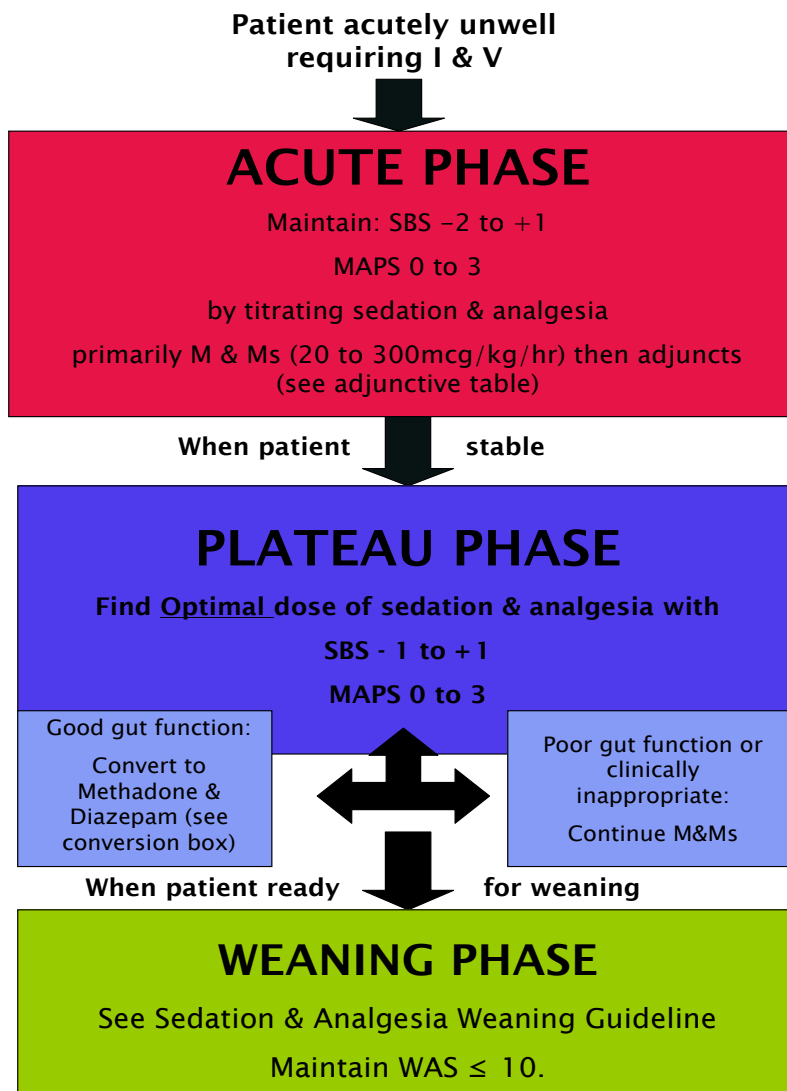 Patient acutely unwell
requiring I & V
ACUTE PHASE
Maintain: SBS −2 to +1
MAPS 0 to 3
by titrating sedation & analgesia
primarily M & Ms (20 to 300mcg/kg/hr) then adjuncts
(see adjunctive table)
When patient stable
PLATEAU PHASE
Find Optimal dose of sedation & analgesia with
SBS - 1 to +1
MAPS 0 to 3
Good gut function:
Convert to
Methadone &
Diazepam (see
conversion box)
Poor gut function or
clinically
inappropriate:
Continue M&Ms
When patient ready for weaning
WEANING PHASE
See Sedation & Analgesia Weaning Guideline
Maintain WAS ≤ 10.